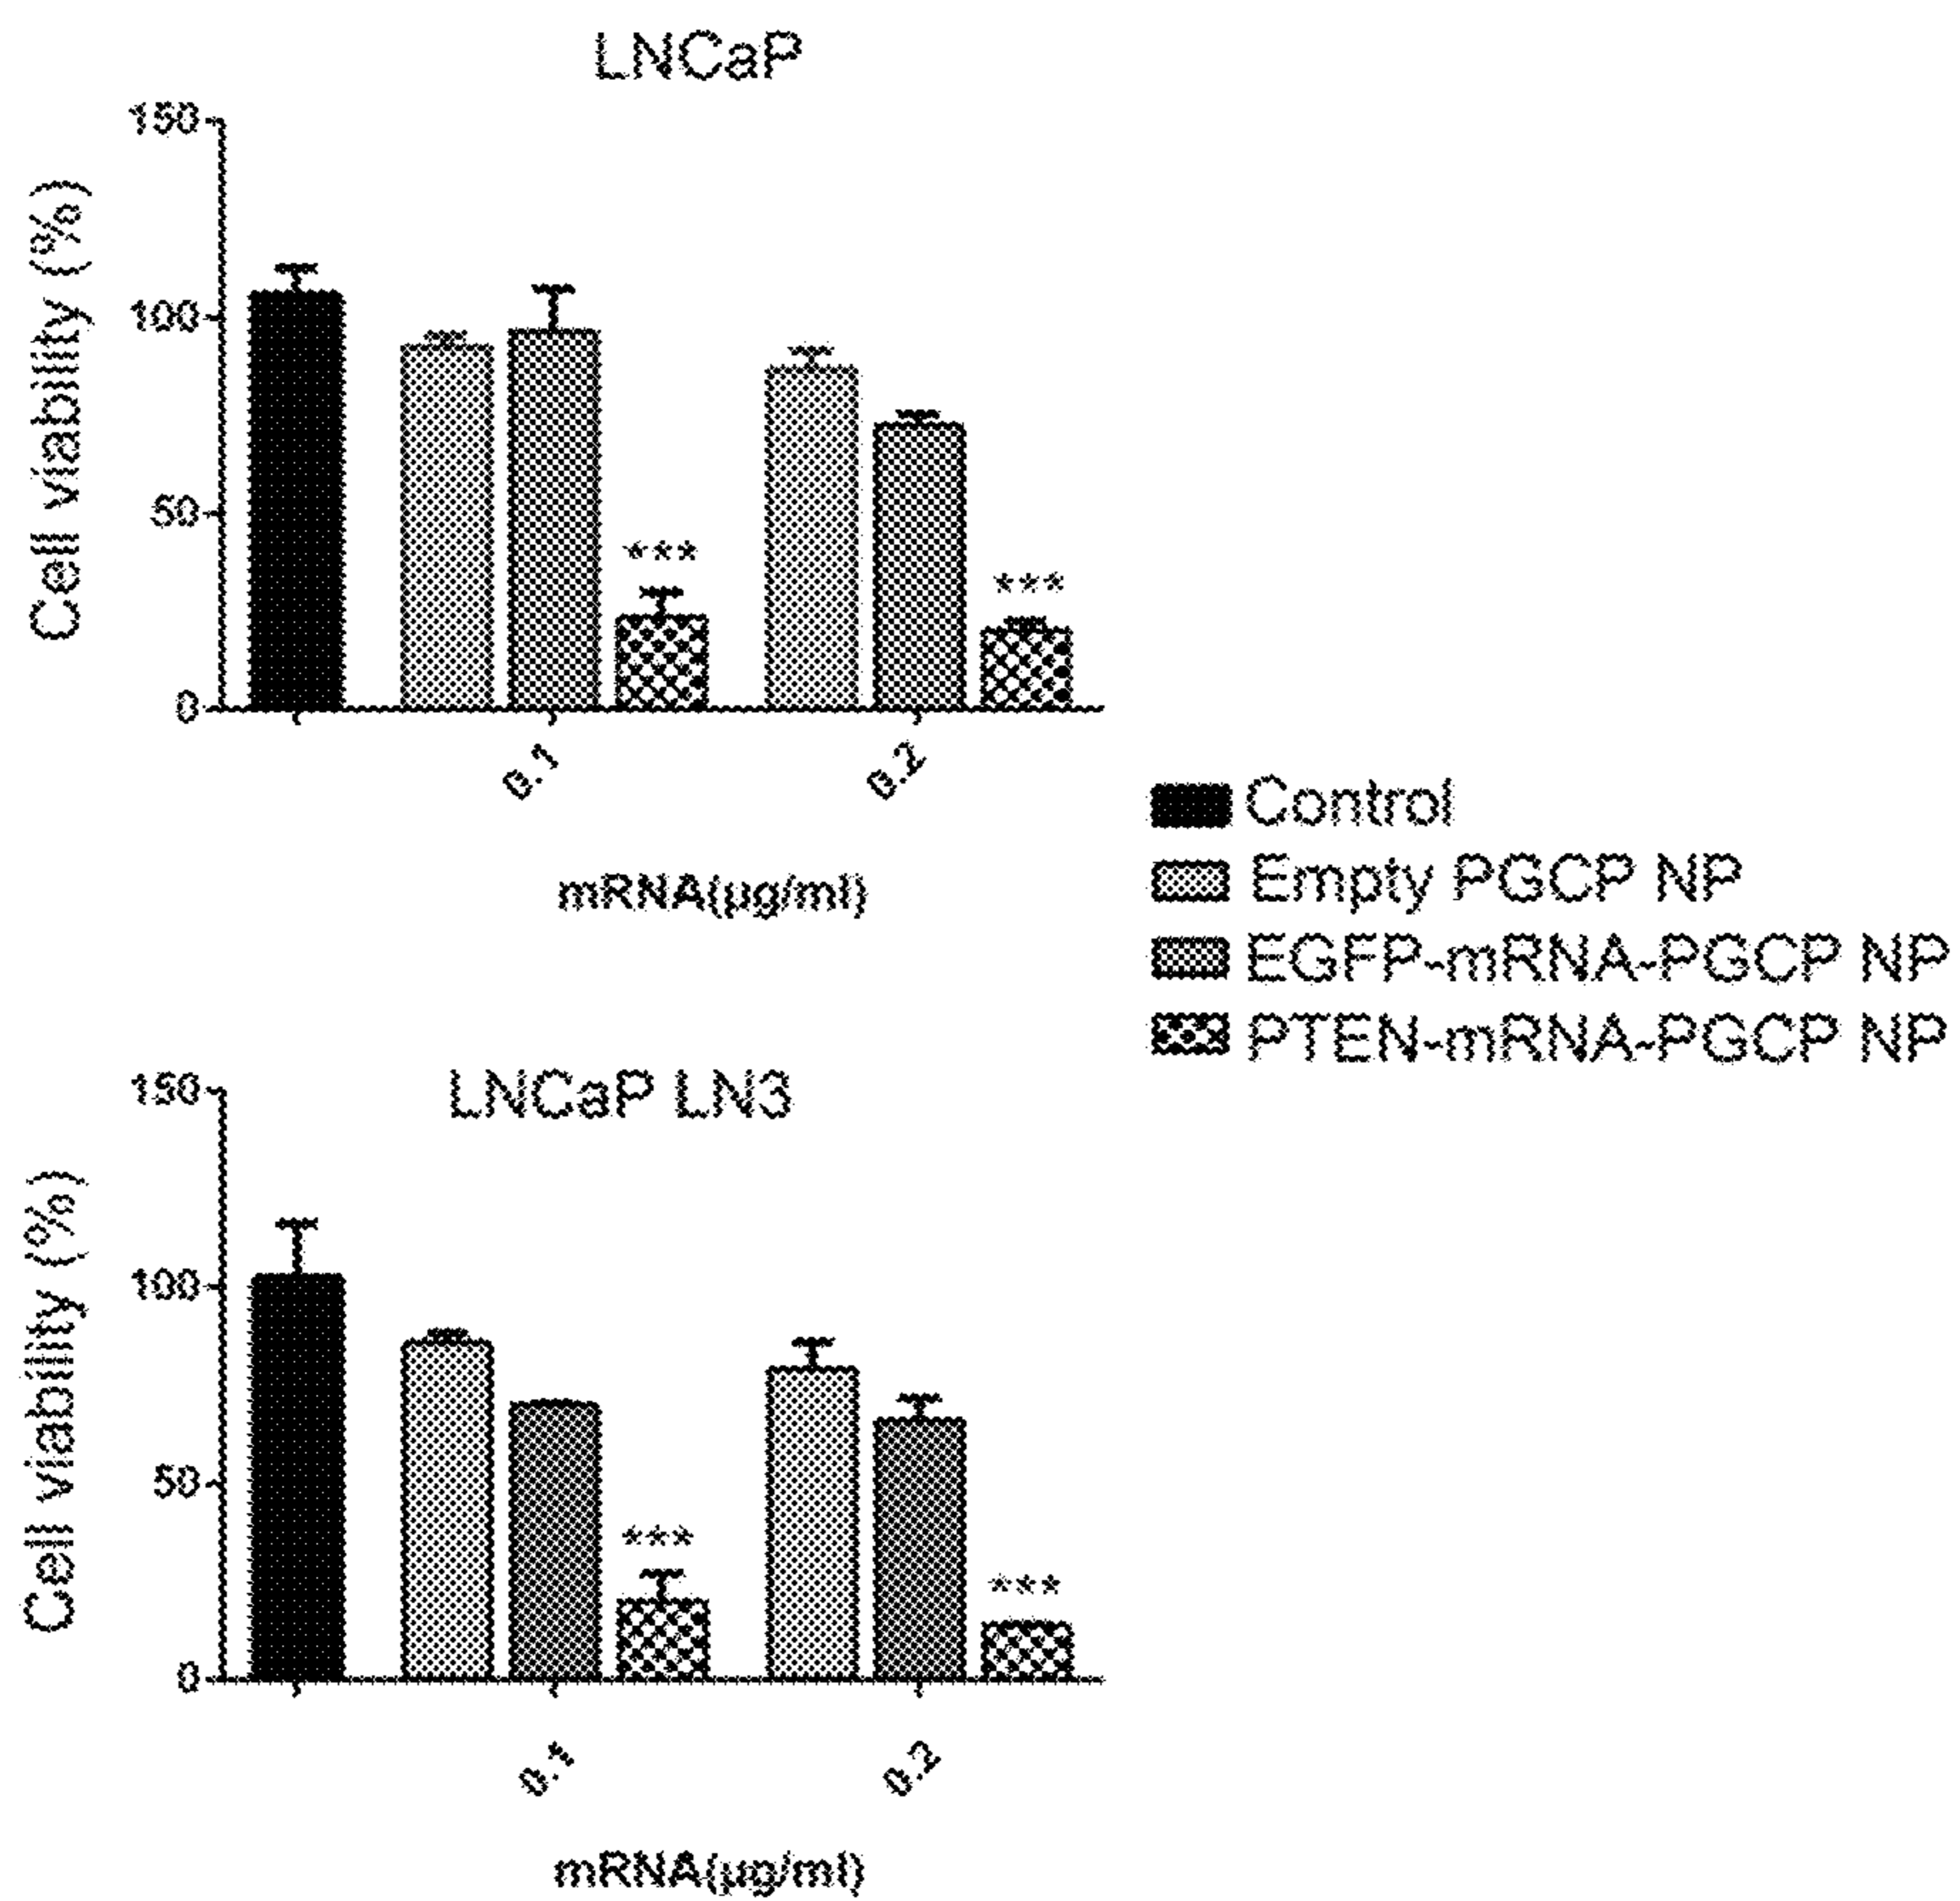 LNCaP
150
100
50
0
Cell viability (%)
***
***
0.1
0.2
mRNA(µg/ml)
Control
Empty PGCP NP
EGFP-mRNA-PGCP NP
PTEN-mRNA-PGCP NP
LNCaP LN3
150
100
50
0
Cell viability (%)
***
***
0.1
0.2
mRNA(µg/ml)